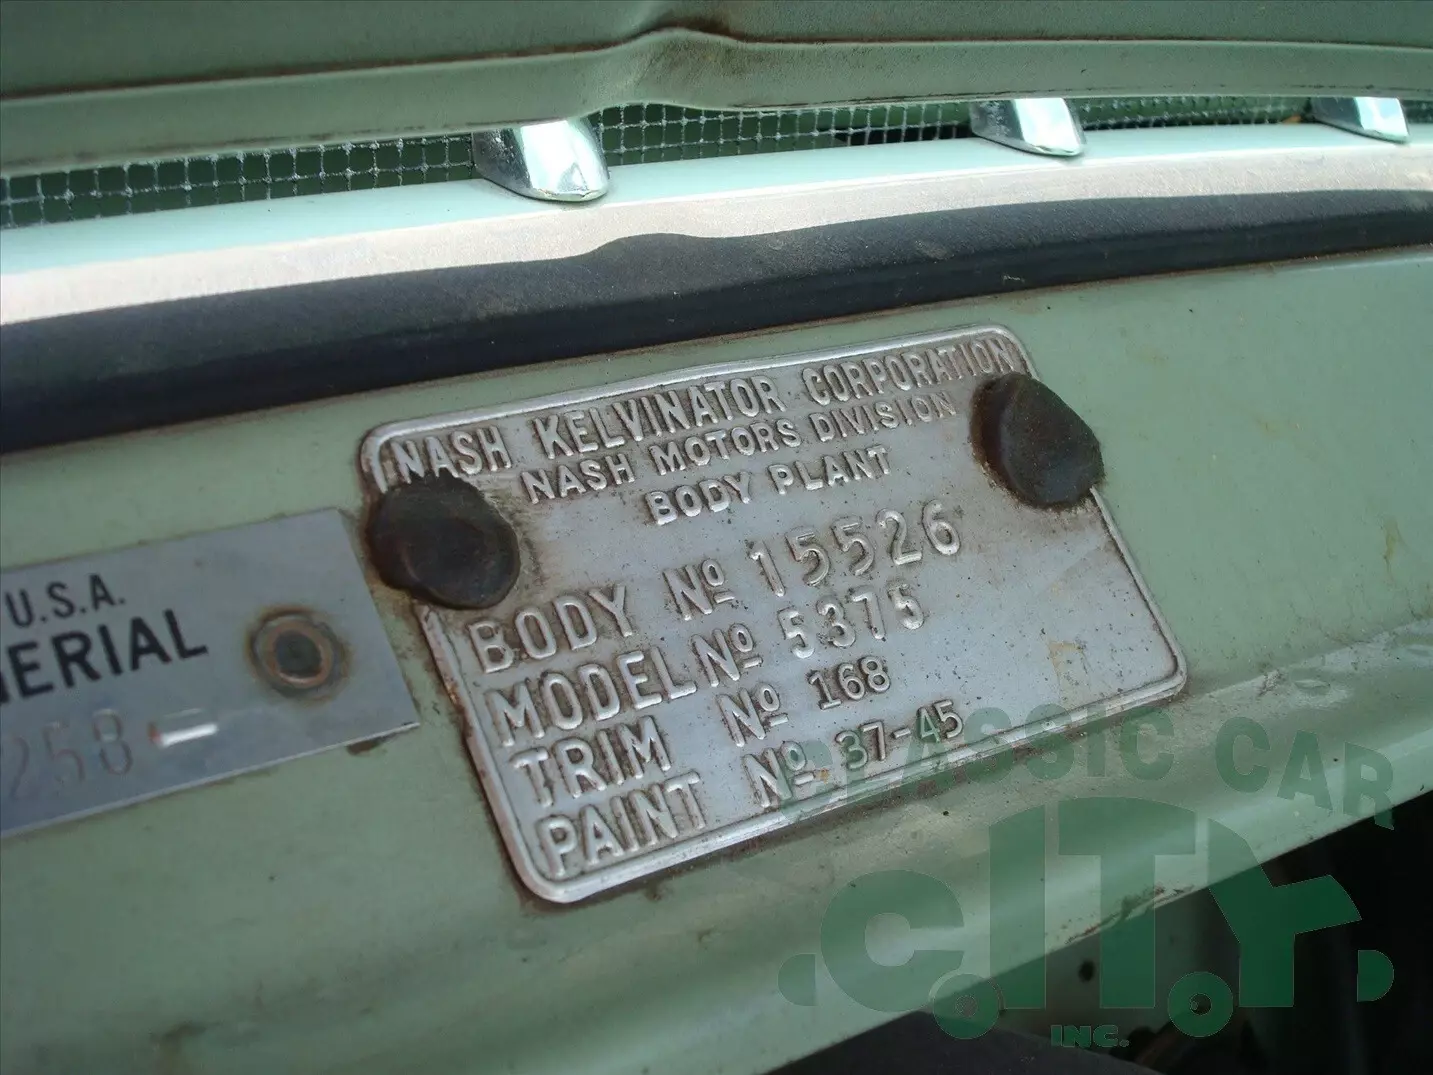 U.S.A.
ERIAL
258-
NASH KELVINATOR CORPORATION
NASH MOTORS DIVISION
BODY PLANT
BODY Nº 15526
MODEL Nº 5375
TRIM Nº 168
PAINT Nº 37-45
CLASSIC CAR
C.ITY
INC.